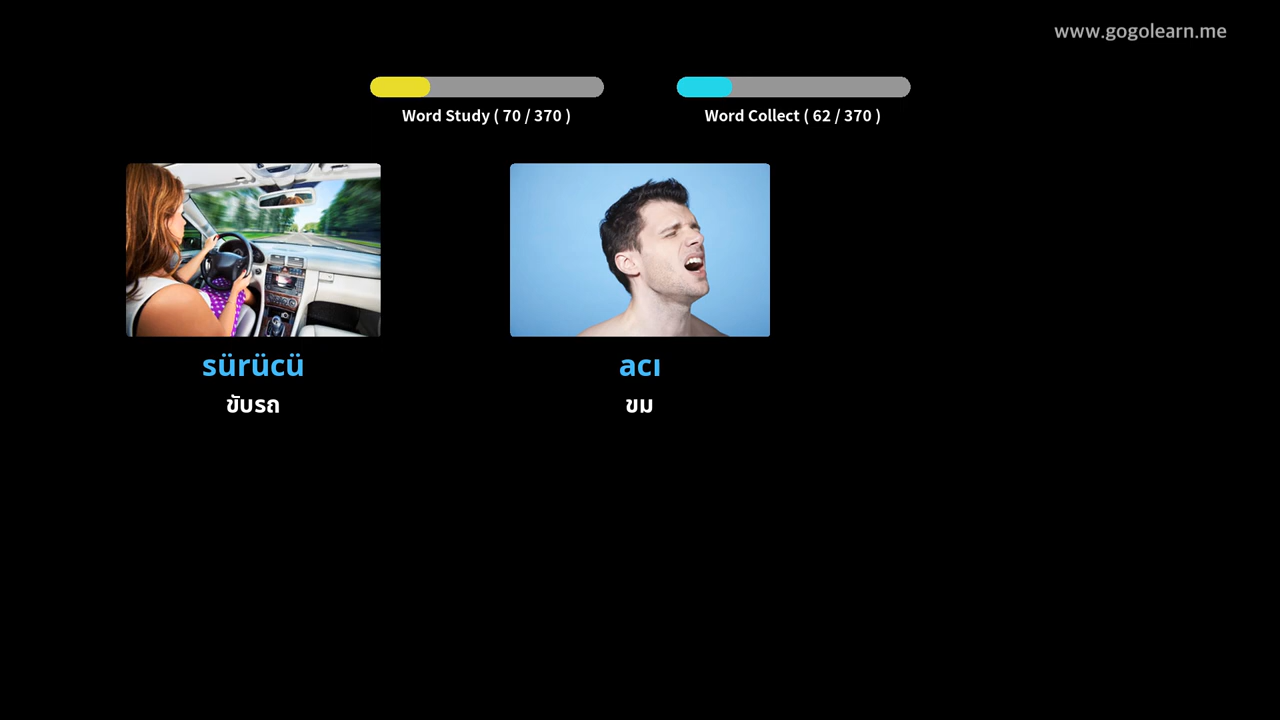 www.gogolearn.me
Word Study ( 70 / 370 )
Word Collect ( 62 / 370 )
sürücü
ขับรถ
acı
ขม